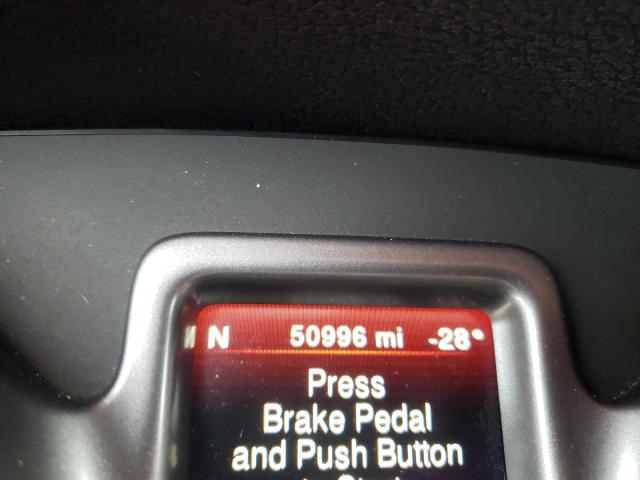 N 50996 mi -28°
Press
Brake Pedal
and Push Button